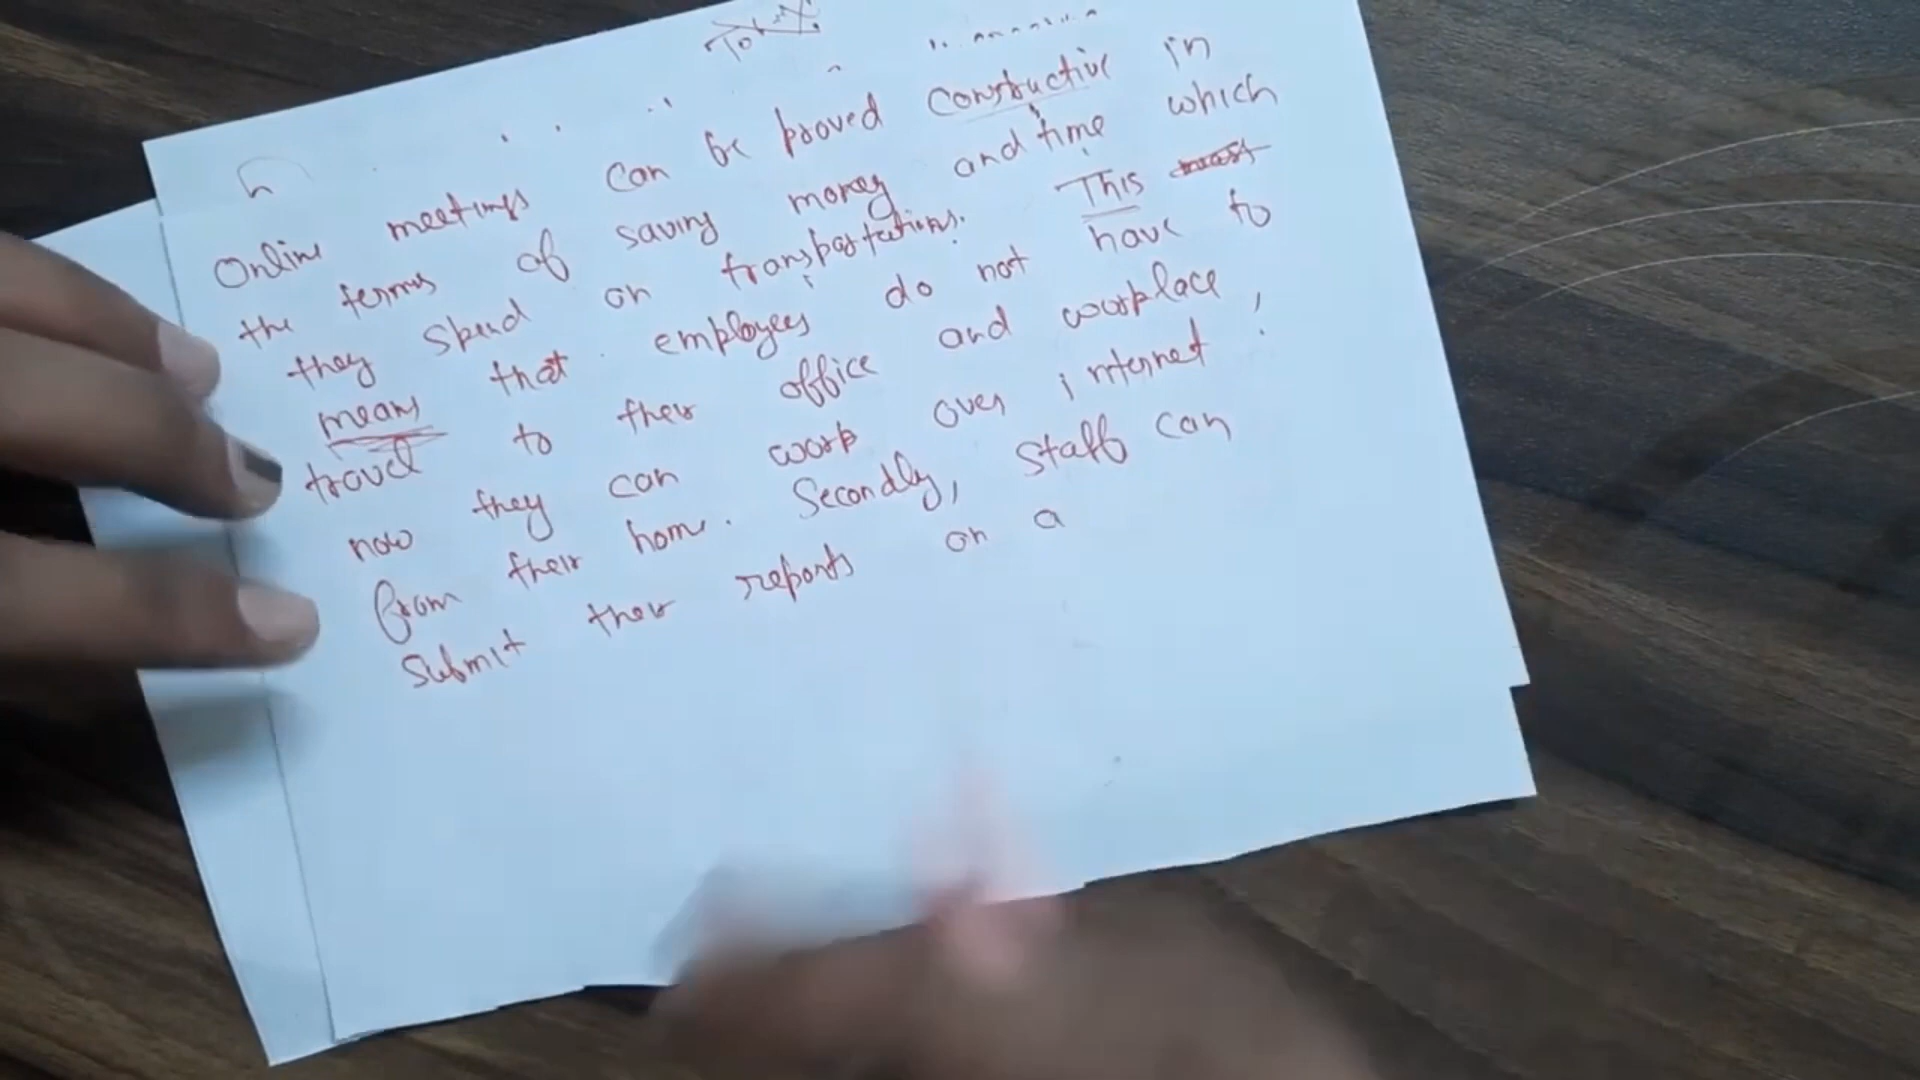 Online meetings can be proved constructive in
the terms of saving money and time which
they spend on transportations. This
means that employees do not have to
travel to their office and workplace,
now they can work over internet
from their home. Secondly, staff can
submit their reports on a